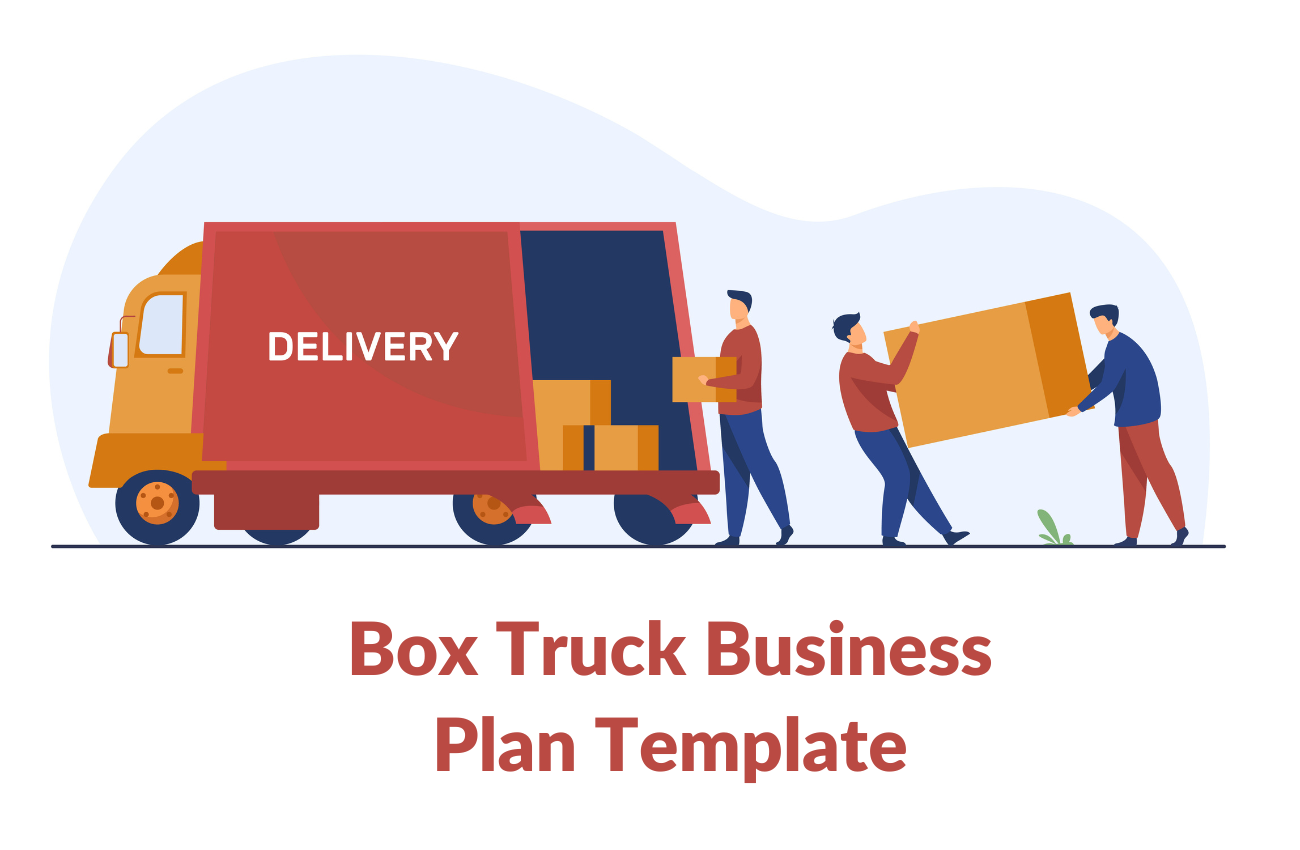 DELIVERY
Box Truck Business
Plan Template